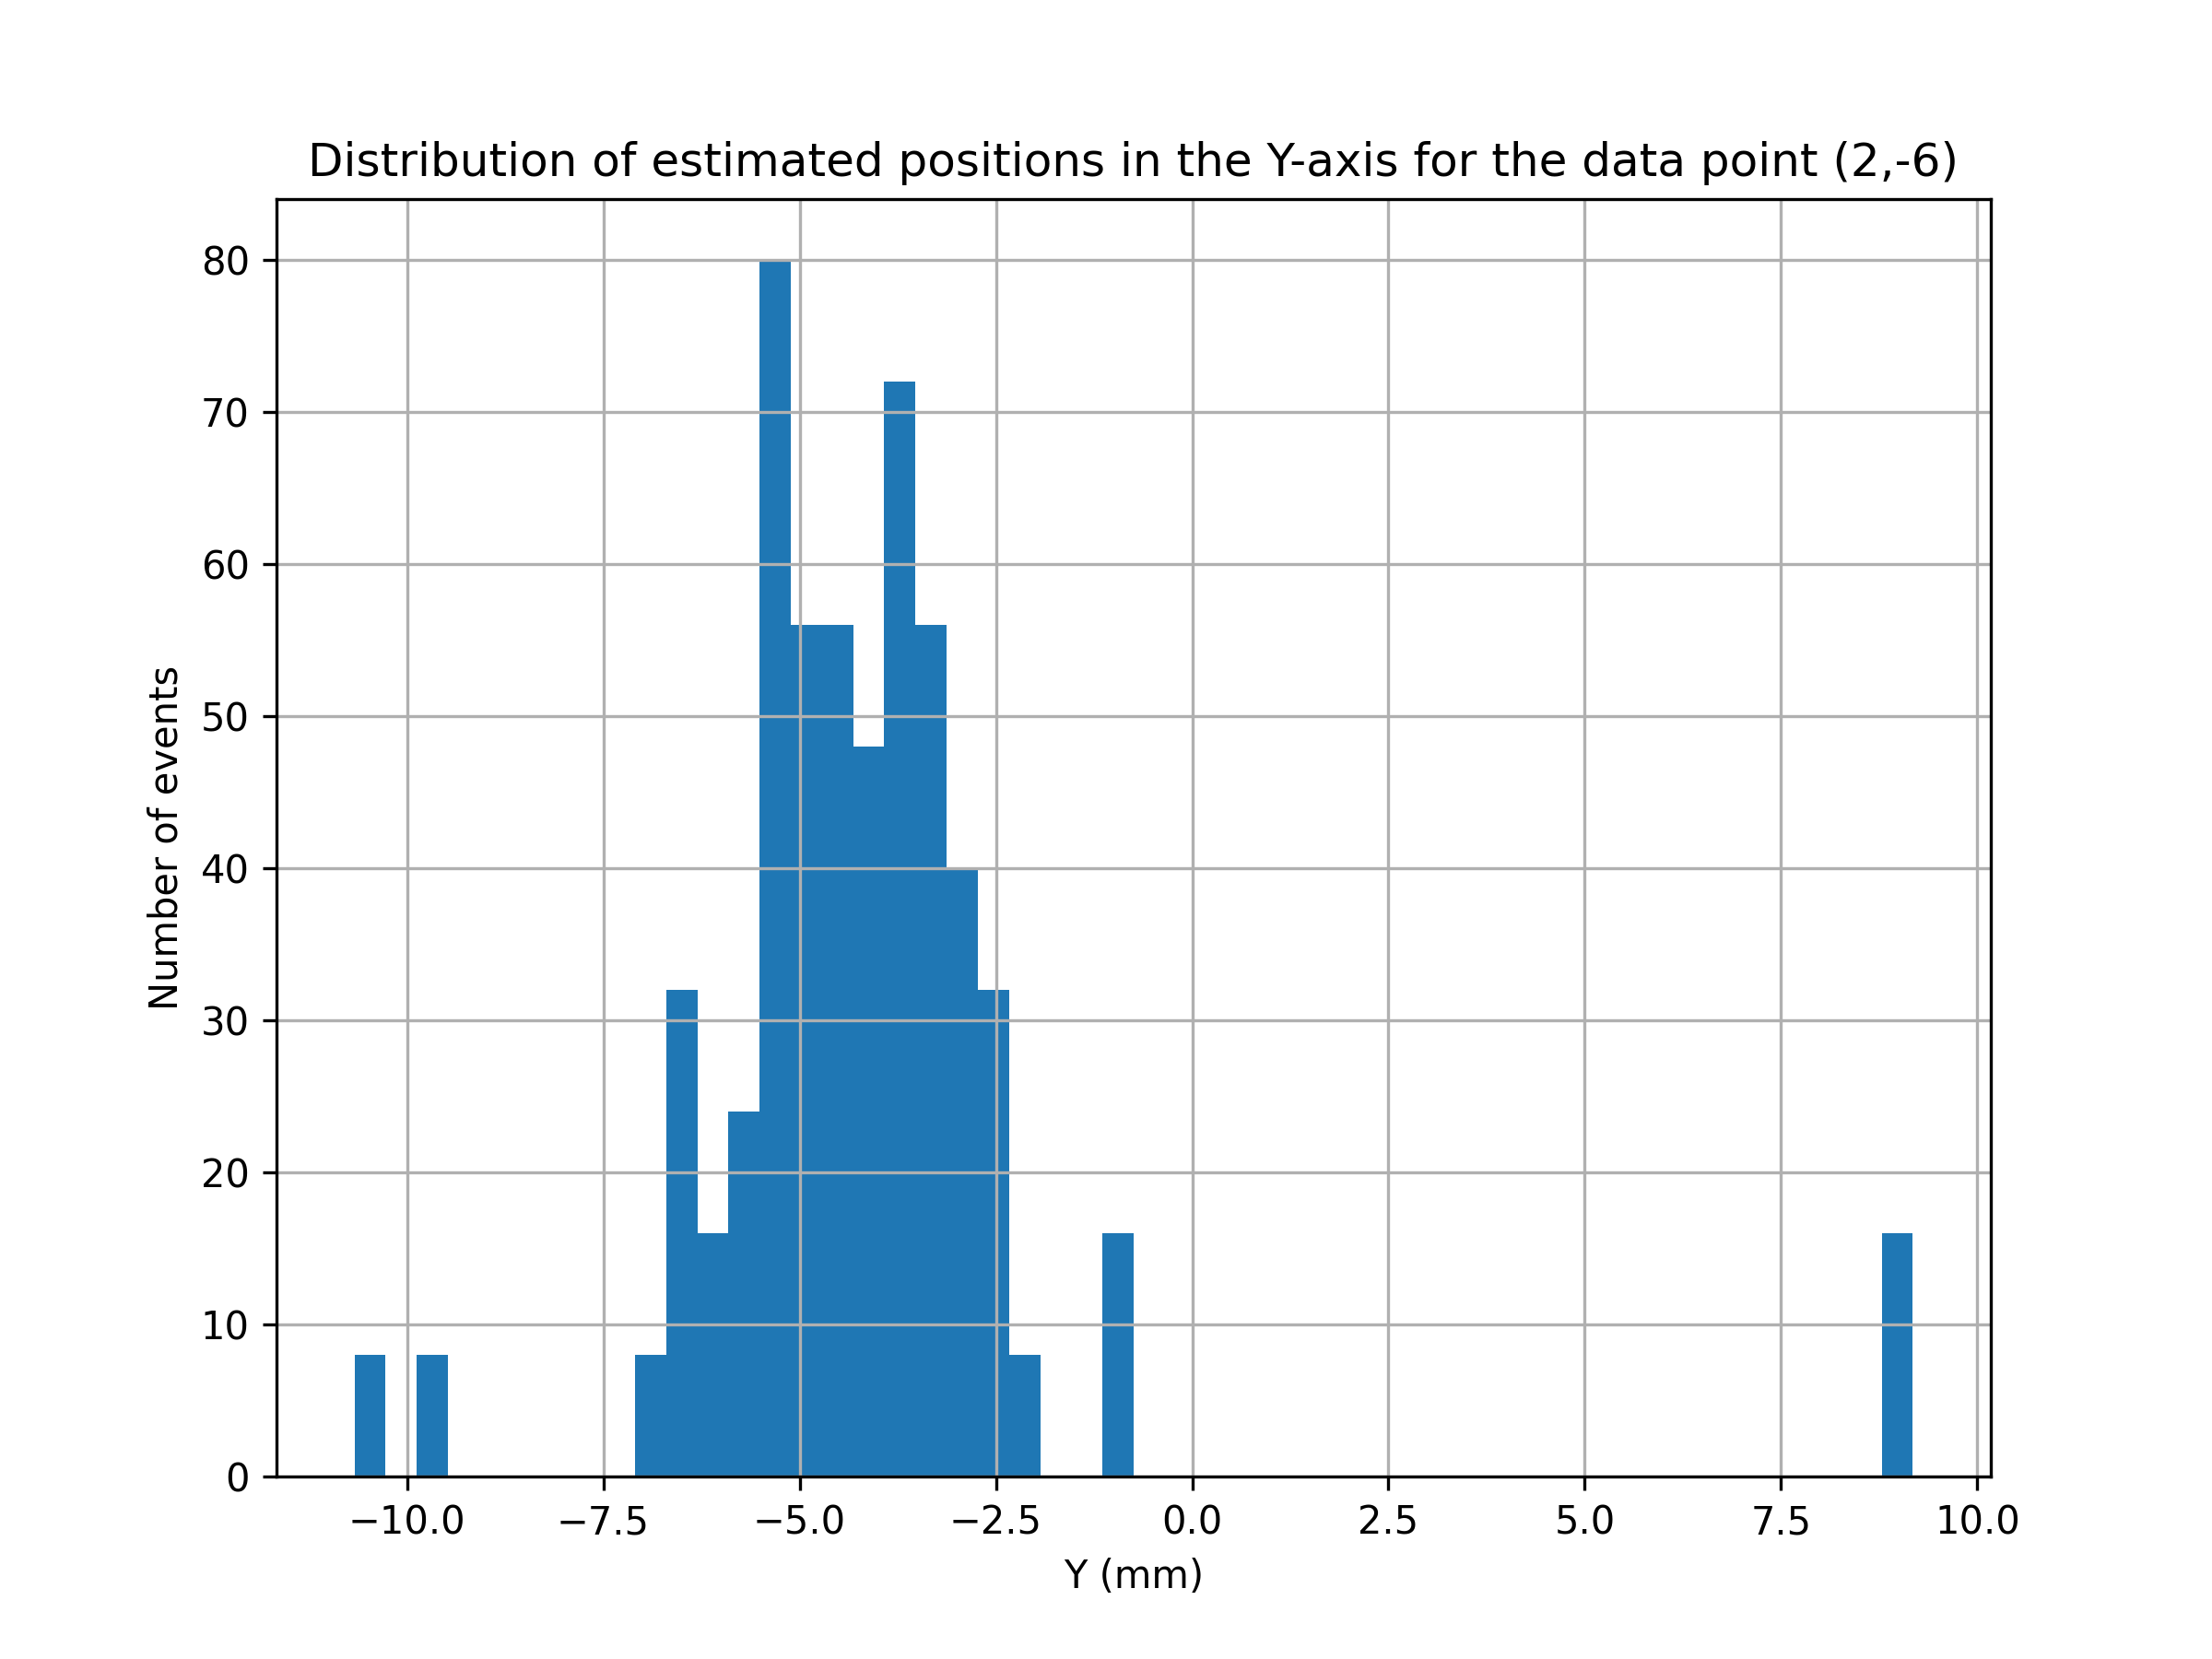 Distribution of estimated positions in the Y-axis for the data point (2,-6)
80
70
60
50
40
30
20
10
0
Number of events
−10.0 −7.5 −5.0 −2.5 0.0 2.5 5.0 7.5 10.0
Y (mm)